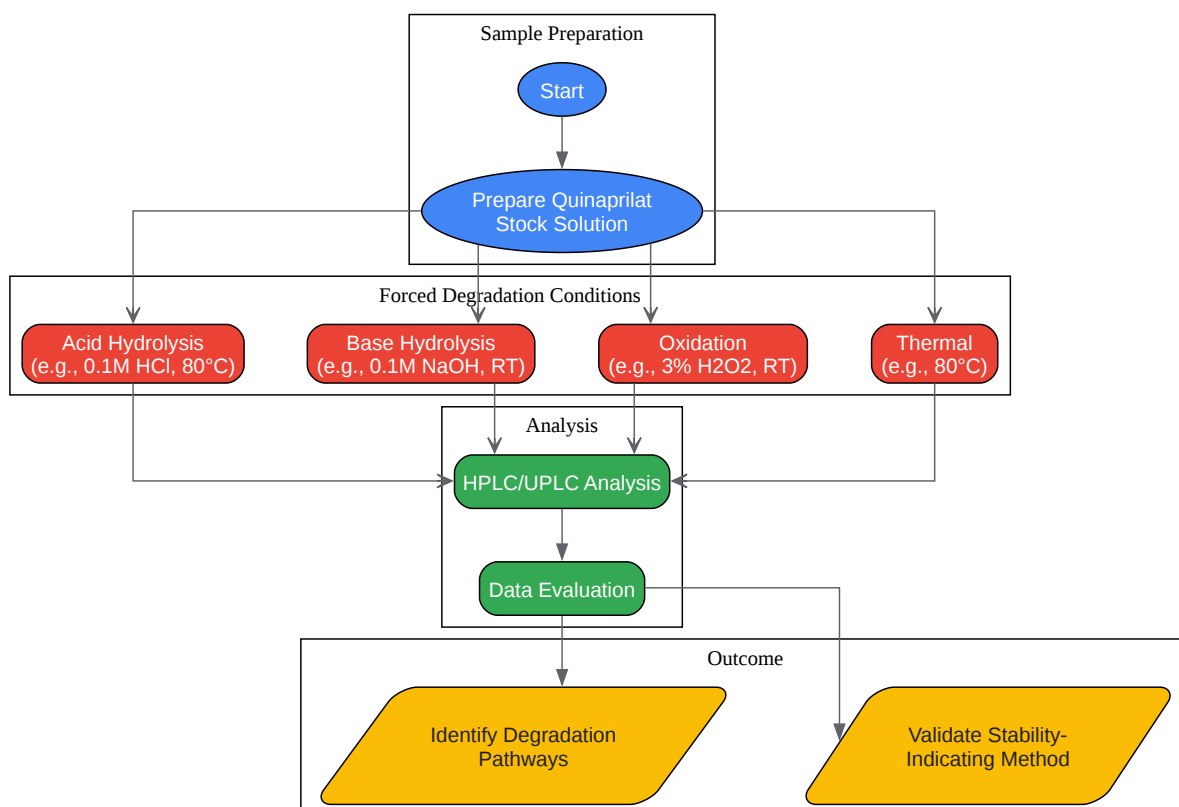 Sample Preparation
Start
Prepare Quinaprilat
Stock Solution
Forced Degradation Conditions
Acid Hydrolysis
(e.g., 0.1M HCl, 80°C)
Base Hydrolysis
(e.g., 0.1M NaOH, RT)
Oxidation
(e.g., 3% H2O2, RT)
Thermal
(e.g., 80°C)
Analysis
HPLC/UPLC Analysis
Data Evaluation
Outcome
Identify Degradation
Pathways
Validate Stability-
Indicating Method